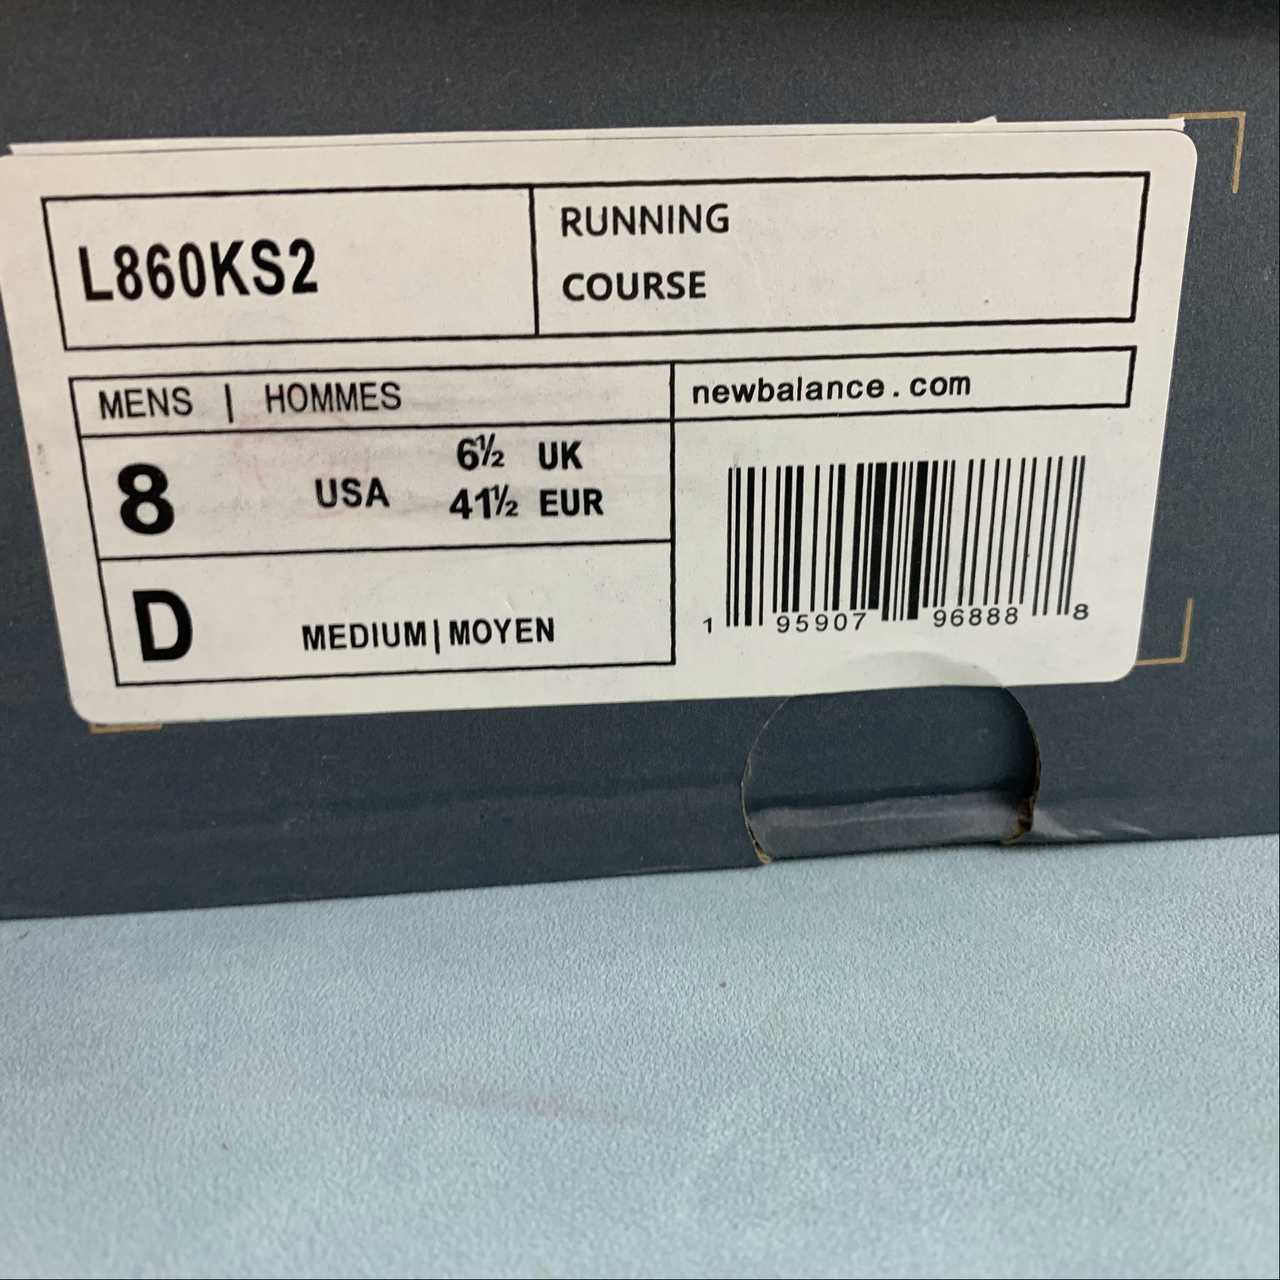 L860KS2
RUNNING
COURSE
MENS | HOMMES
newbalance.com
8 USA
6½ UK
41½ EUR
D MEDIUM|MOYEN
1 95907 96888 8